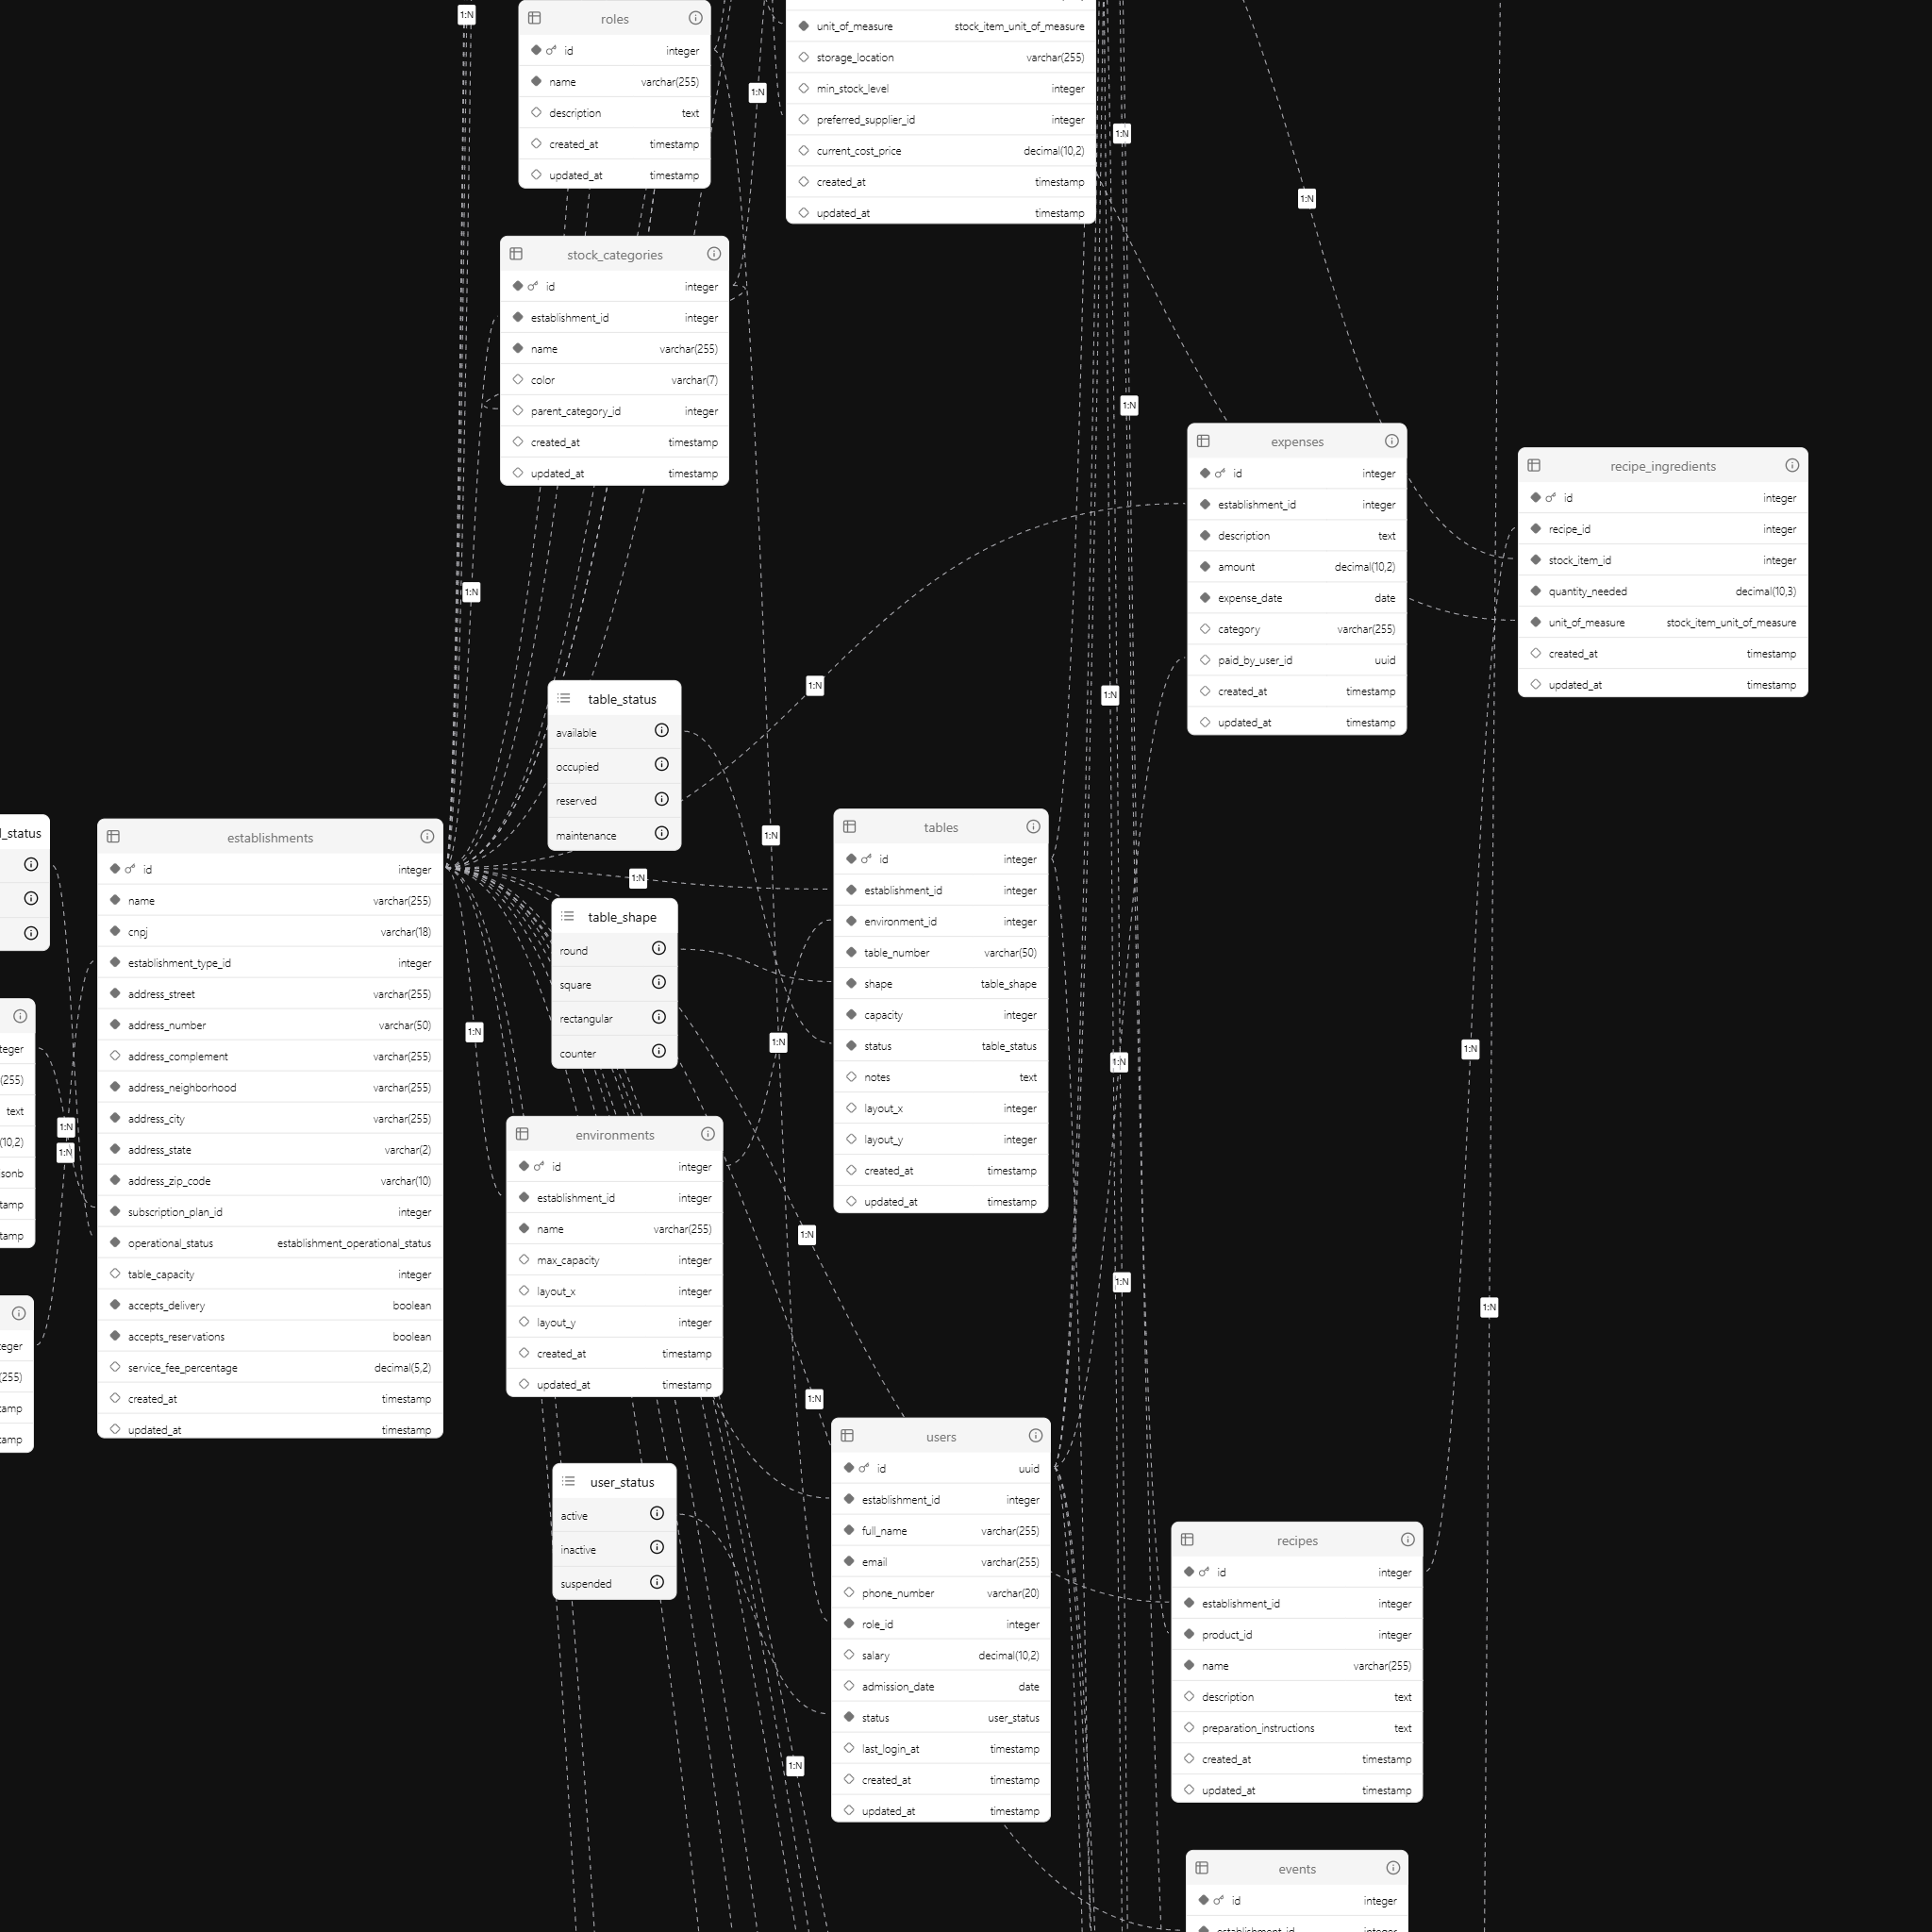 1:N
roles
id integer
name varchar(255)
description text
created_at timestamp
updated_at timestamp
1:N
unit_of_measure stock_item_unit_of_measure
storage_location varchar(255)
min_stock_level integer
preferred_supplier_id integer
current_cost_price decimal(10,2)
created_at timestamp
updated_at timestamp
1:N
1:N
stock_categories
id integer
establishment_id integer
name varchar(255)
color varchar(7)
parent_category_id integer
created_at timestamp
updated_at timestamp
1:N
expenses
id integer
establishment_id integer
description text
amount decimal(10,2)
expense_date date
category varchar(255)
paid_by_user_id uuid
created_at timestamp
updated_at timestamp
recipe_ingredients
id integer
recipe_id integer
stock_item_id integer
quantity_needed decimal(10,3)
unit_of_measure stock_item_unit_of_measure
created_at timestamp
updated_at timestamp
1:N
1:N
1:N
table_status
available
occupied
reserved
maintenance
1:N
1:N
_status
establishments
id integer
name varchar(255)
cnpj varchar(18)
establishment_type_id integer
address_street varchar(255)
address_number varchar(50)
address_complement varchar(255)
address_neighborhood varchar(255)
address_city varchar(255)
address_state varchar(2)
address_zip_code varchar(10)
subscription_plan_id integer
operational_status establishment_operational_status
table_capacity integer
accepts_delivery boolean
accepts_reservations boolean
service_fee_percentage decimal(5,2)
created_at timestamp
updated_at timestamp
teger
(255)
text
(10,2)
sonb
tamp
tamp
1:N
1:N
teger
(255)
tamp
tamp
table_shape
round
square
rectangular
counter
1:N
1:N
tables
id integer
establishment_id integer
environment_id integer
table_number varchar(50)
shape table_shape
capacity integer
status table_status
notes text
layout_x integer
layout_y integer
created_at timestamp
updated_at timestamp
1:N
1:N
1:N
1:N
environments
id integer
establishment_id integer
name varchar(255)
max_capacity integer
layout_x integer
layout_y integer
created_at timestamp
updated_at timestamp
1:N
1:N
user_status
active
inactive
suspended
users
id uuid
establishment_id integer
full_name varchar(255)
email varchar(255)
phone_number varchar(20)
role_id integer
salary decimal(10,2)
admission_date date
status user_status
last_login_at timestamp
created_at timestamp
updated_at timestamp
1:N
recipes
id integer
establishment_id integer
product_id integer
name varchar(255)
description text
preparation_instructions text
created_at timestamp
updated_at timestamp
events
id integer
establishment_id integer